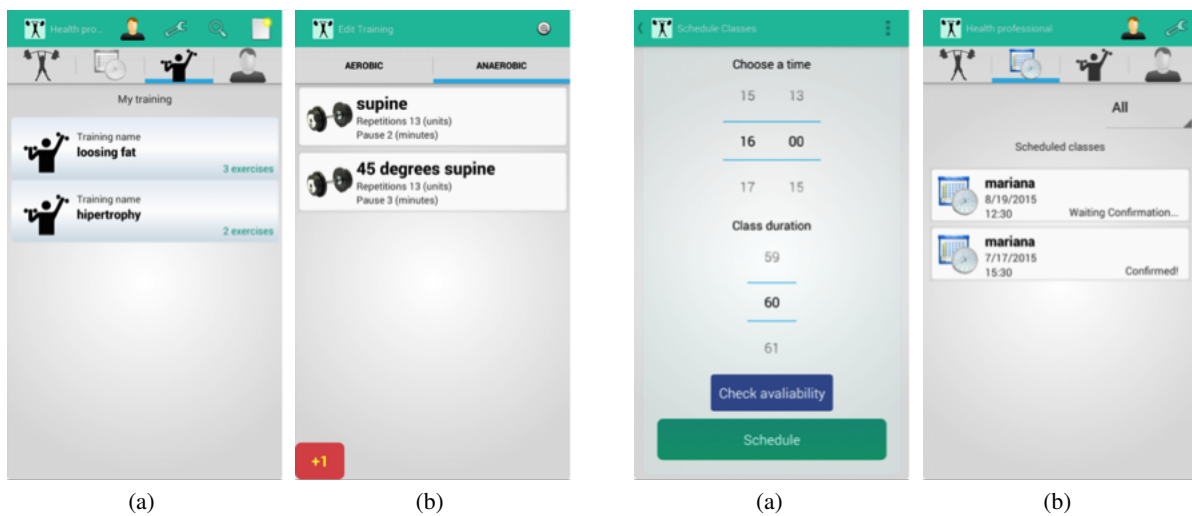 Health pro...
My training
Training name
loosing fat
3 exercises
Training name
hipertrophy
2 exercises
(a)
Edit Training
AEROBIC ANAEROBIC
supine
Repetitions 13 (units)
Pause 2 (minutes)
45 degrees supine
Repetitions 13 (units)
Pause 3 (minutes)
+1
(b)
Schedule Classes
Choose a time
15 13
16 00
17 15
Class duration
59
60
61
Check avaliability
Schedule
(a)
Health professional
All
Scheduled classes
mariana
8/19/2015
12:30 Waiting Confirmation...
mariana
7/17/2015
15:30 Confirmed!
(b)